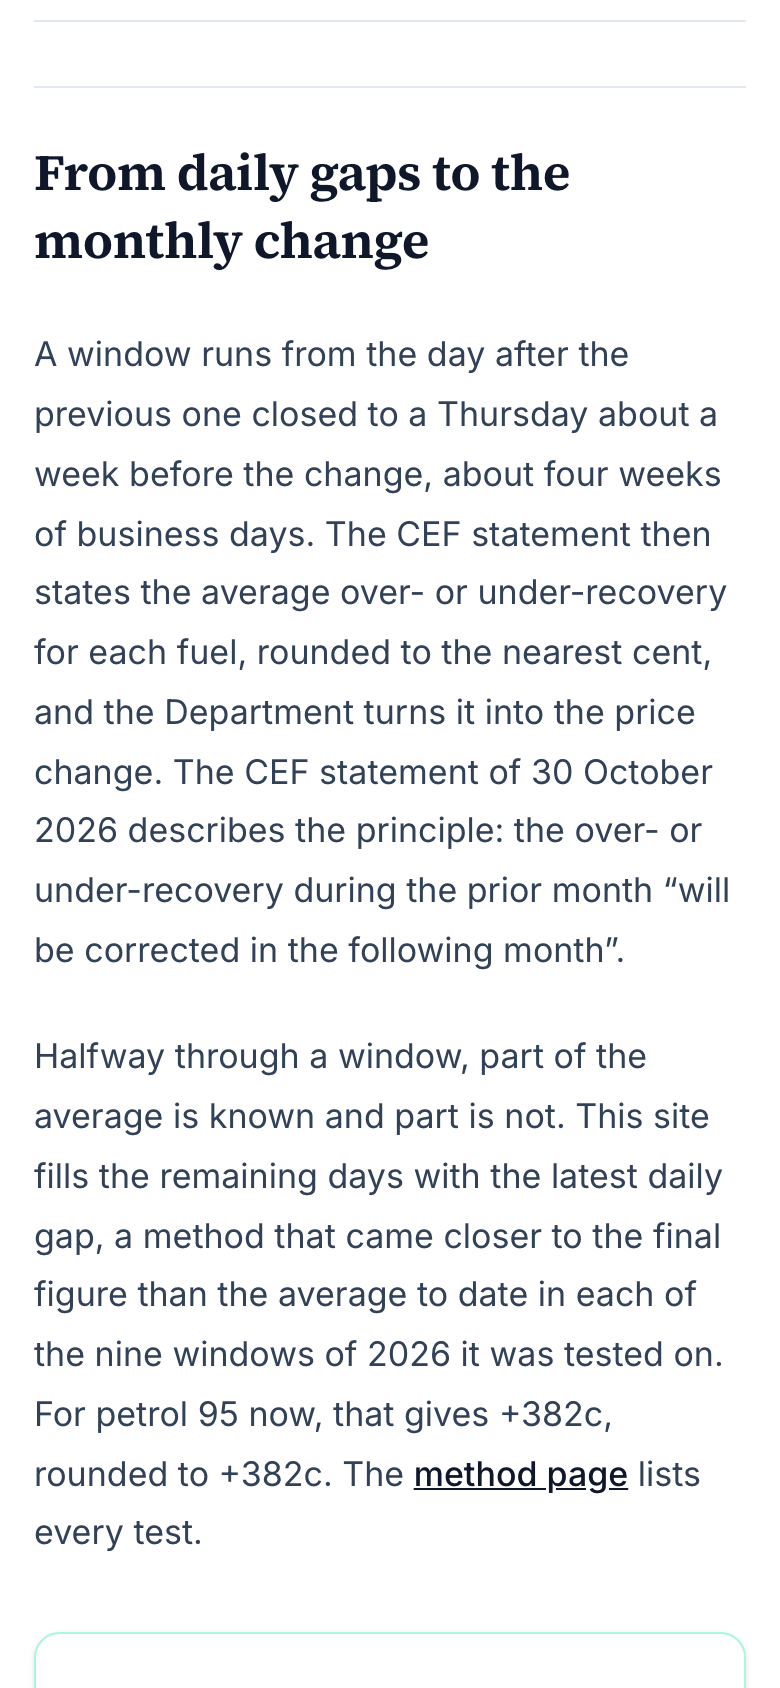 From daily gaps to the
monthly change
A window runs from the day after the
previous one closed to a Thursday about a
week before the change, about four weeks
of business days. The CEF statement then
states the average over- or under-recovery
for each fuel, rounded to the nearest cent,
and the Department turns it into the price
change. The CEF statement of 30 October
2026 describes the principle: the over- or
under-recovery during the prior month “will
be corrected in the following month”.
Halfway through a window, part of the
average is known and part is not. This site
fills the remaining days with the latest daily
gap, a method that came closer to the final
figure than the average to date in each of
the nine windows of 2026 it was tested on.
For petrol 95 now, that gives +382c,
rounded to +382c. The method page lists
every test.